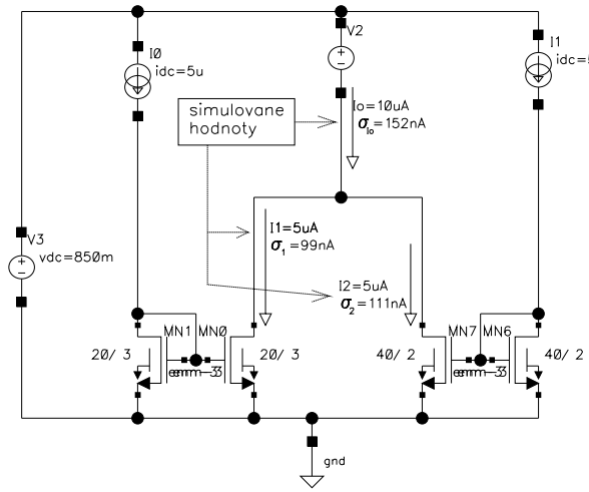 V2
I0
idc=5u
I1
idc=5
simulovane
hodnoty
Io=10uA
σIo=152nA
V3
vdc=850m
I1=5uA
σ1=99nA
I2=5uA
σ2=111nA
MN1 MN0
20/3
20/3
MN7 MN6
40/2
40/2
gnd